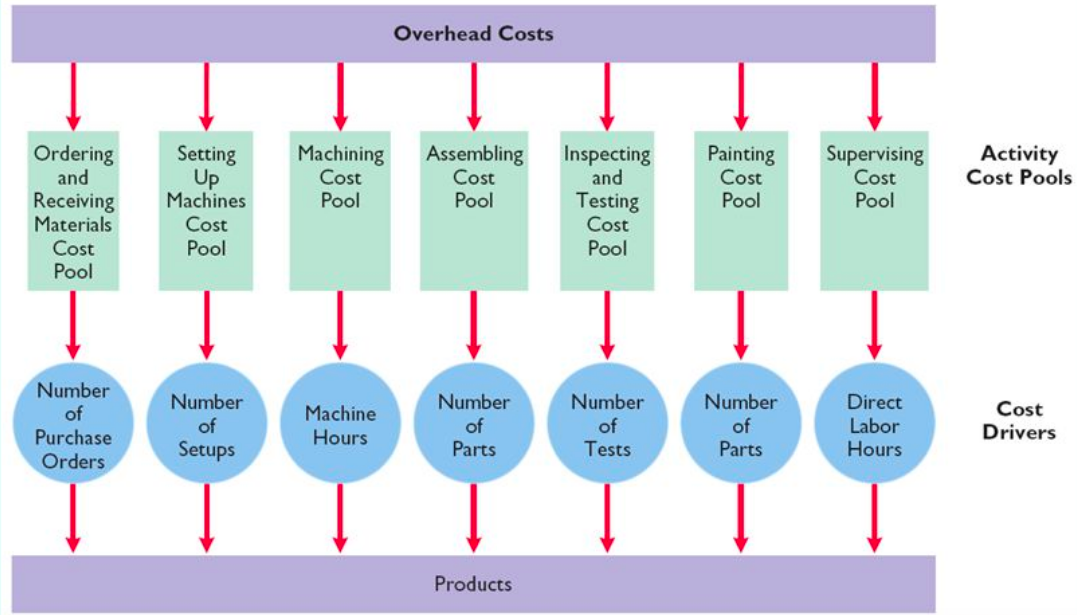 Overhead Costs
Ordering
and
Receiving
Materials
Cost
Pool
Setting
Up
Machines
Cost
Pool
Machining
Cost
Pool
Assembling
Cost
Pool
Inspecting
and
Testing
Cost
Pool
Painting
Cost
Pool
Supervising
Cost
Pool
Activity
Cost Pools
Number
of
Purchase
Orders
Number
of
Setups
Machine
Hours
Number
of
Parts
Number
of
Tests
Number
of
Parts
Direct
Labor
Hours
Cost
Drivers
Products